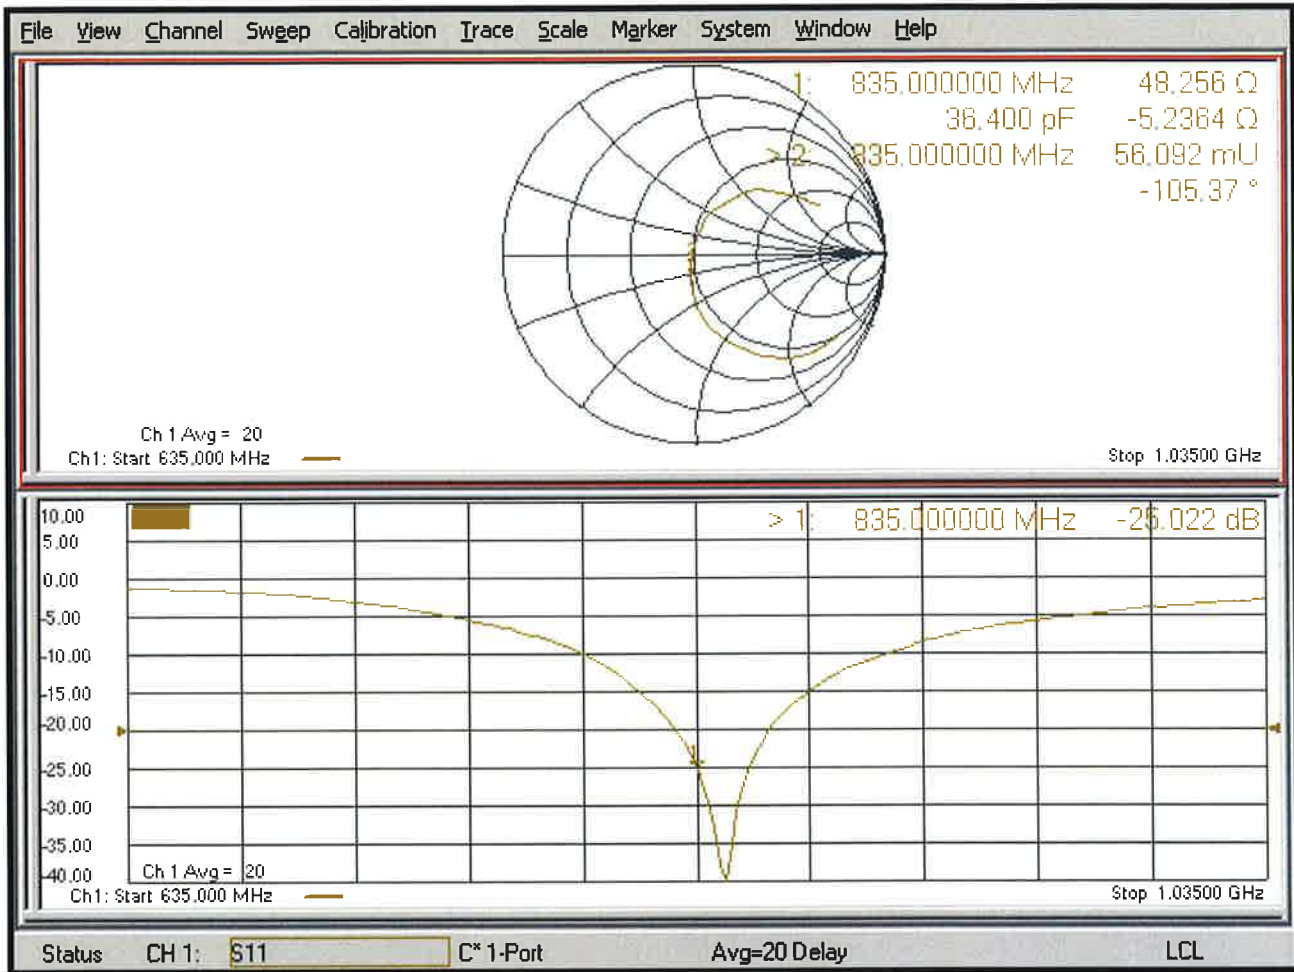 File View Channel Sweep Calibration Trace Scale Marker System Window Help
1: 835.000000 MHz 48.256 Ω
36.400 pF -5.2364 Ω
> 2: 835.000000 MHz 56.092 mU
-105.37 °
Ch 1 Avg = 20
Ch1: Start 635.000 MHz
Stop 1.03500 GHz
10.00
> 1: 835.000000 MHz -25.022 dB
5.00
0.00
-5.00
-10.00
-15.00
-20.00
1
-25.00
-30.00
-35.00
-40.00
Ch 1 Avg = 20
Ch1: Start 635.000 MHz
Stop 1.03500 GHz
Status CH 1: S11 C* 1-Port Avg=20 Delay LCL